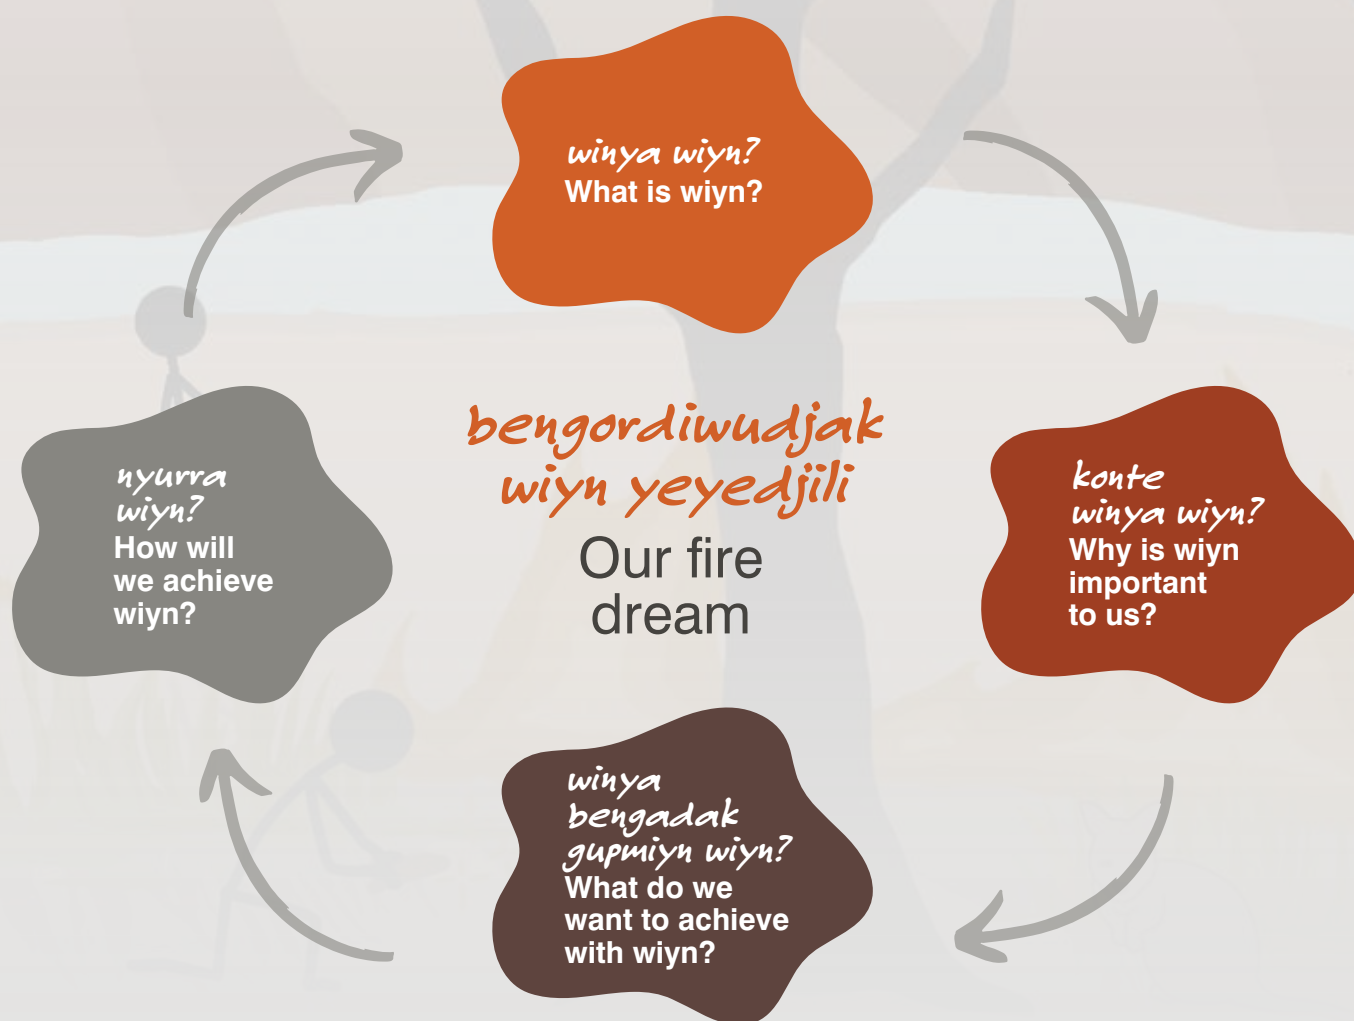 winya wiyn?
What is wiyn?
bengordiwudjak
wiyn yeyedjili
Our fire
dream
konte
winya wiyn?
Why is wiyn
important
to us?
winya
bengadak
gupmiyn wiyn?
What do we
want to achieve
with wiyn?
nyurra
wiyn?
How will
we achieve
wiyn?